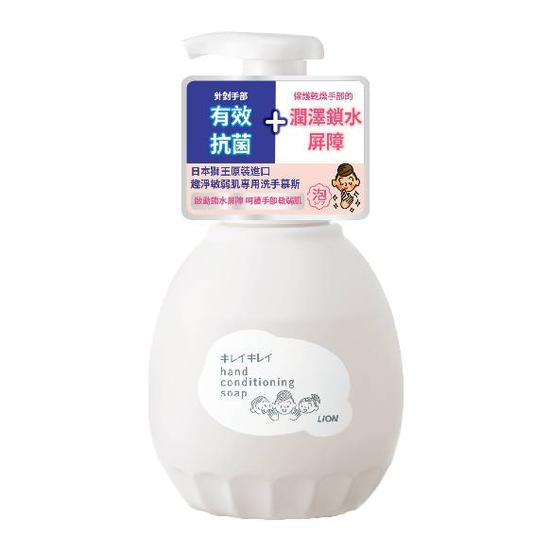 針對手部
有效
抗菌
+
保護乾燥手部的
潤澤鎖水
屏障
日本獅王原裝進口
趨淨敏弱肌專用洗手慕斯
啟動鎖水屏障 呵護手部敏弱肌
泡
キレイキレイ
hand
conditioning
soap
LION